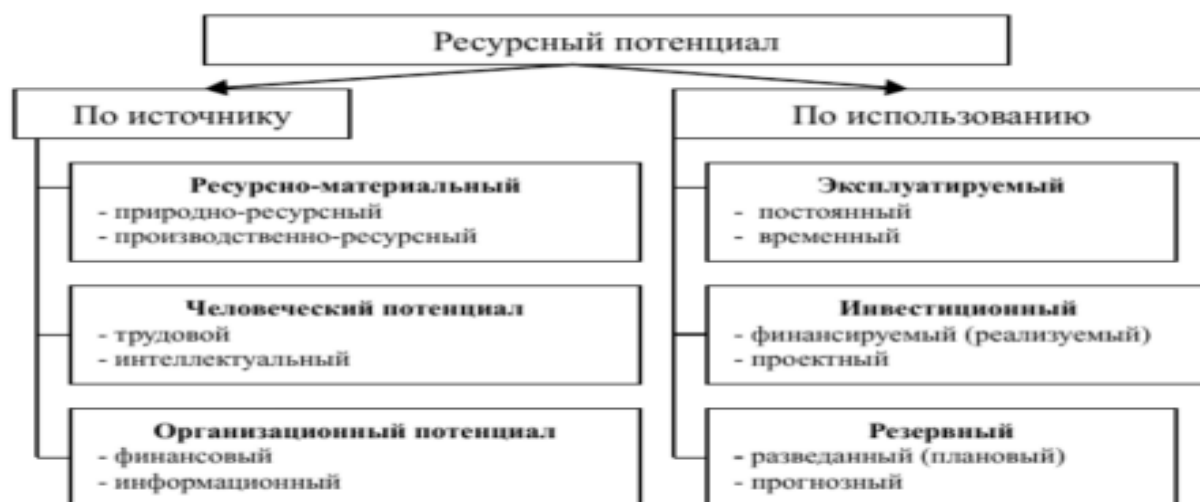 Ресурсный потенциал
По источнику
Ресурсно-материальный
- природно-ресурсный
- производственно-ресурсный
Человеческий потенциал
- трудовой
- интеллектуальный
Организационный потенциал
- финансовый
- информационный
По использованию
Эксплуатируемый
- постоянный
- временный
Инвестиционный
- финансируемый (реализуемый)
- проектный
Резервный
- разведанный (плановый)
- прогнозный